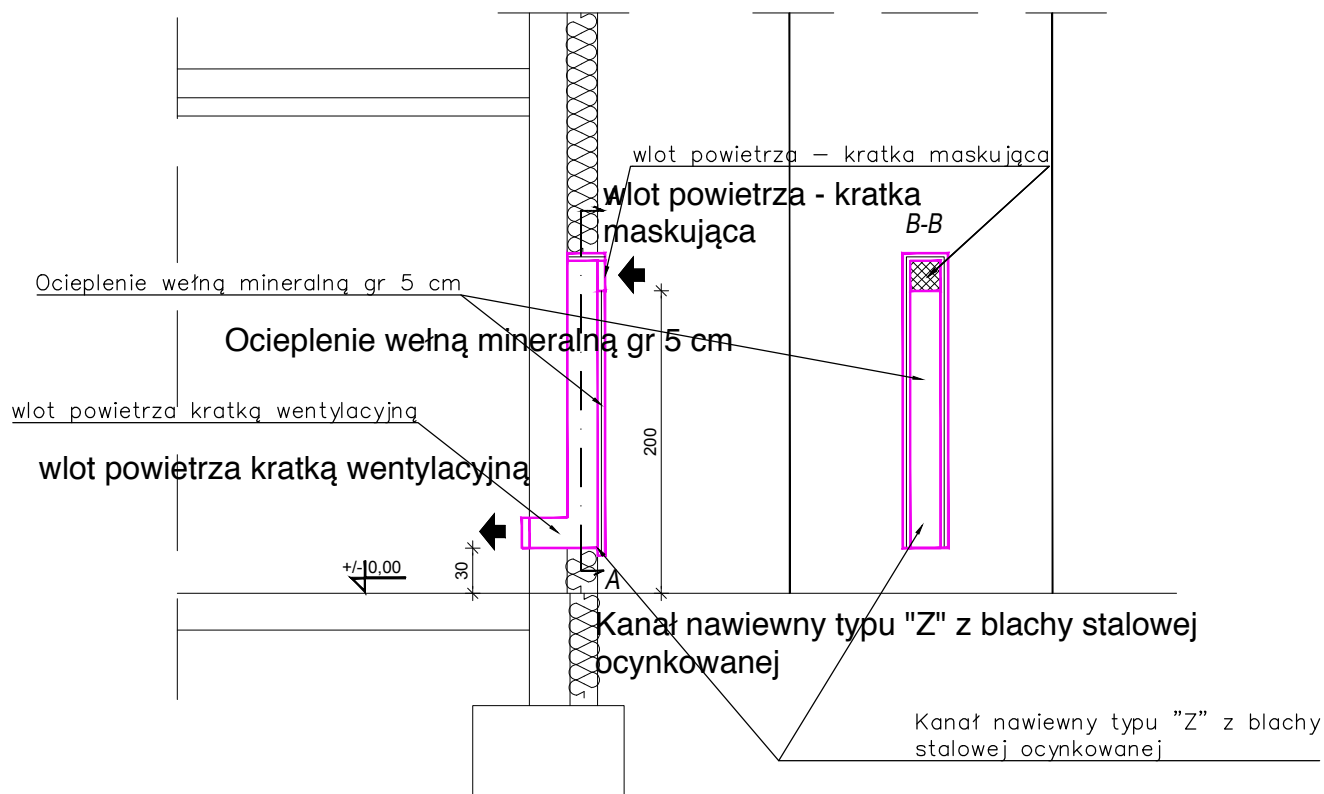 wlot powietrza – kratka maskująca
A
wlot powietrza - kratka
maskująca
B-B
Ocieplenie wełną mineralną gr 5 cm
Ocieplenie wełną mineralną gr 5 cm
wlot powietrza kratką wentylacyjną
200
wlot powietrza kratką wentylacyjną
+/-0,00
30
A
Kanał nawiewny typu "Z" z blachy stalowej
ocynkowanej
Kanał nawiewny typu "Z" z blachy
stalowej ocynkowanej